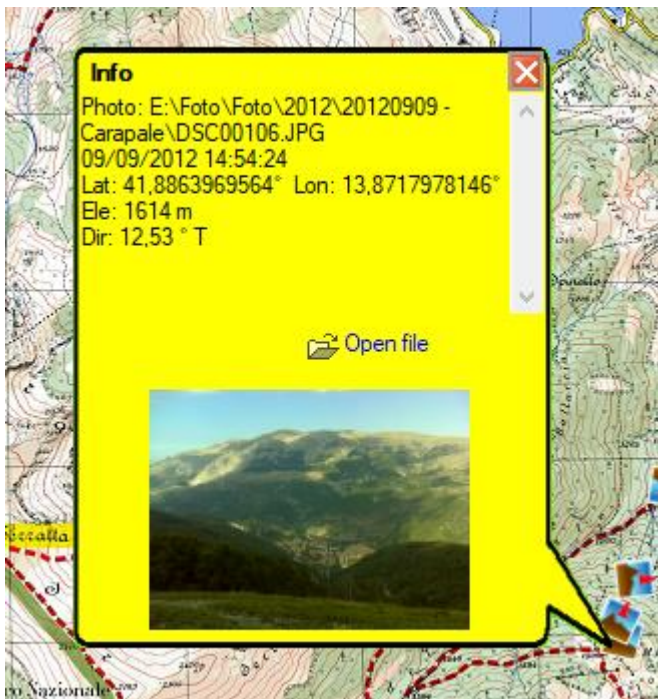 Info
Photo: E:\Foto\Foto\2012\20120909 -
Carapale\DSC00106.JPG
09/09/2012 14:54:24
Lat: 41,8863969564° Lon: 13,8717978146°
Ele: 1614 m
Dir: 12,53 ° T
Open file